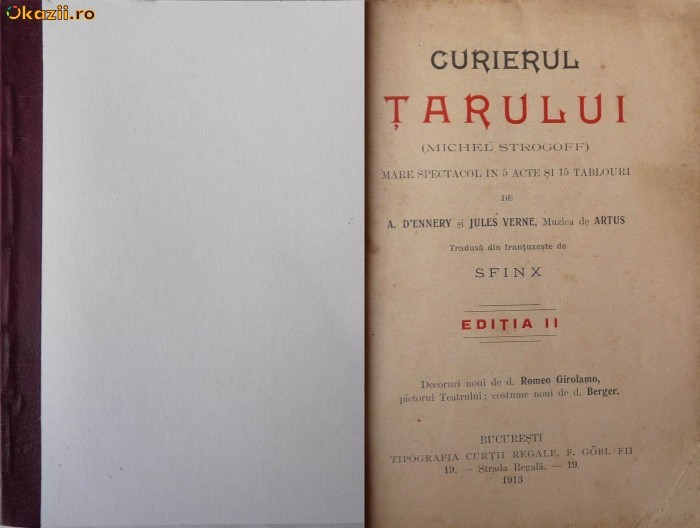 Okazii.ro
CURIERUL
ȚARULUI
(MICHEL STROGOFF)
MARE SPECTACOL IN 5 ACTE ȘI 15 TABLOURI
DE
A. D'ENNERY și JULES VERNE, Muzica de ARTUS
Tradusă din franțuzește de
SFINX
EDIȚIA II
Decoruri noui de d. Romeo Girolamo,
pictorul Teatrului; costume noui de d. Berger.
BUCUREȘTI
TIPOGRAFIA CURȚII REGALE, F. GÖBL FII
19. — Strada Regală. — 19.
1913